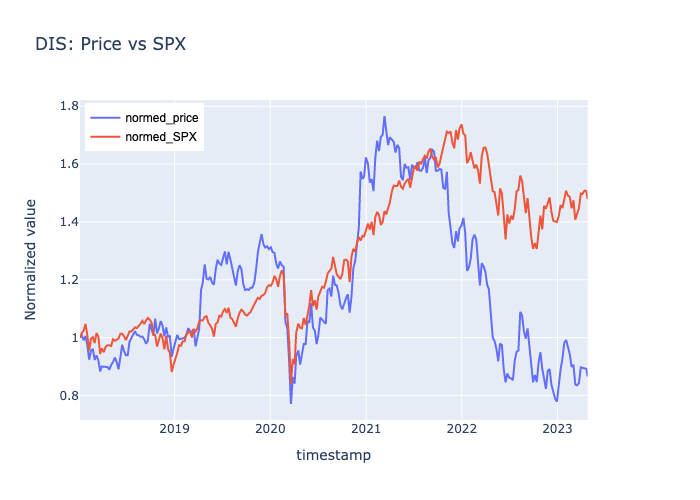 DIS: Price vs SPX
normed_price
normed_SPX
Normalized value
1.8
1.6
1.4
1.2
1
0.8
2019
2020
2021
2022
2023
timestamp